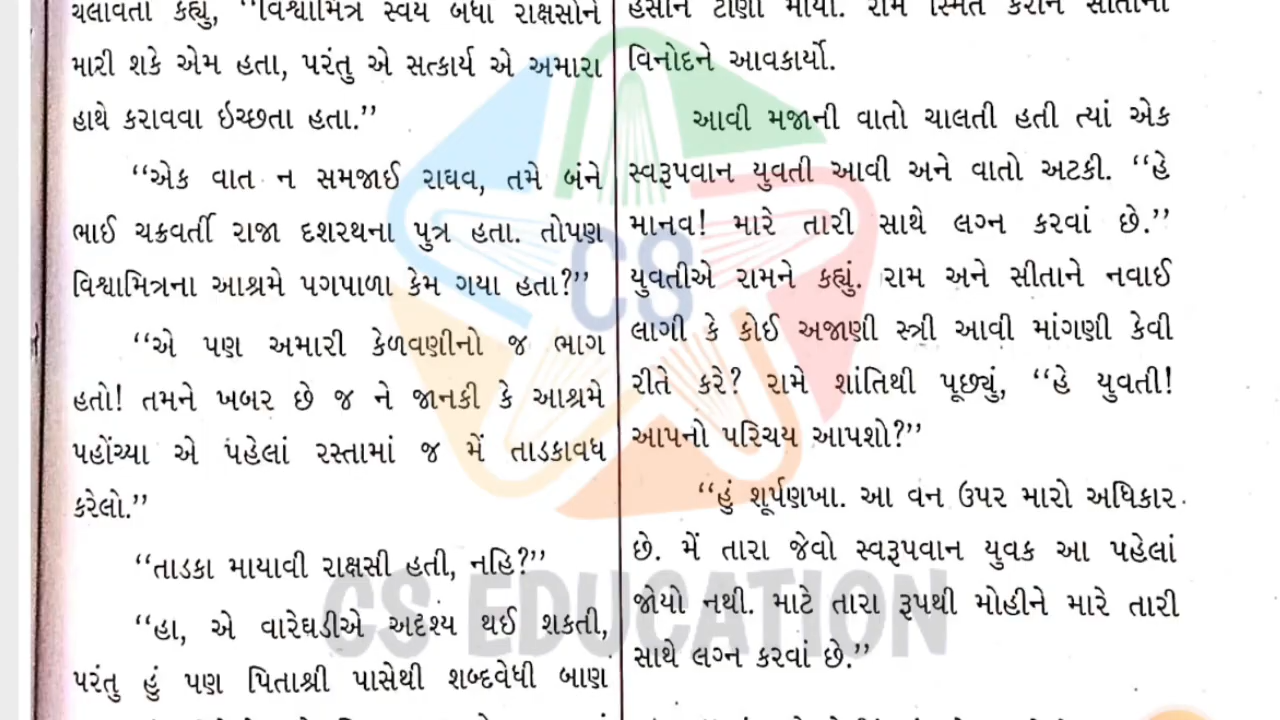 ચલાવતાં કહ્યું, “વિશ્વામિત્ર સ્વયં બધા રાક્ષસોને
મારી શકે એમ હતા, પરંતુ એ સત્કાર્ય એ અમારા
હાથે કરાવવા ઇચ્છતા હતા.”
“એક વાત ન સમજાઈ રાઘવ, તમે બંને
ભાઈ ચક્રવર્તી રાજા દશરથના પુત્ર હતા. તોપણ
વિશ્વામિત્રના આશ્રમે પગપાળા કેમ ગયા હતા?”
“એ પણ અમારી કેળવણીનો જ ભાગ
હતો! તમને ખબર છે જ ને જાનકી કે આશ્રમે
પહોંચ્યા એ પહેલાં રસ્તામાં જ મેં તાડકાવધ
કરેલો.”
“તાડકા માયાવી રાક્ષસી હતી, નહિ?”
“હા, એ વારેઘડીએ અદૃશ્ય થઈ શકતી,
પરંતુ હું પણ પિતાશ્રી પાસેથી શબ્દવેધી બાણ
હસીને ટોણો માર્યો. રામે સ્મિત કરીને સીતાના
વિનોદને આવકાર્યો.
આવી મજાની વાતો ચાલતી હતી ત્યાં એક
સ્વરૂપવાન યુવતી આવી અને વાતો અટકી. “હે
માનવ! મારે તારી સાથે લગ્ન કરવાં છે.”
યુવતીએ રામને કહ્યું. રામ અને સીતાને નવાઈ
લાગી કે કોઈ અજાણી સ્ત્રી આવી માંગણી કેવી
રીતે કરે? રામે શાંતિથી પૂછ્યું, “હે યુવતી!
આપનો પરિચય આપશો?”
“હું શૂર્પણખા. આ વન ઉપર મારો અધિકાર
છે. મેં તારા જેવો સ્વરૂપવાન યુવક આ પહેલાં
જોયો નથી. માટે તારા રૂપથી મોહીને મારે તારી
સાથે લગ્ન કરવાં છે.”
CS
CS EDUCATION